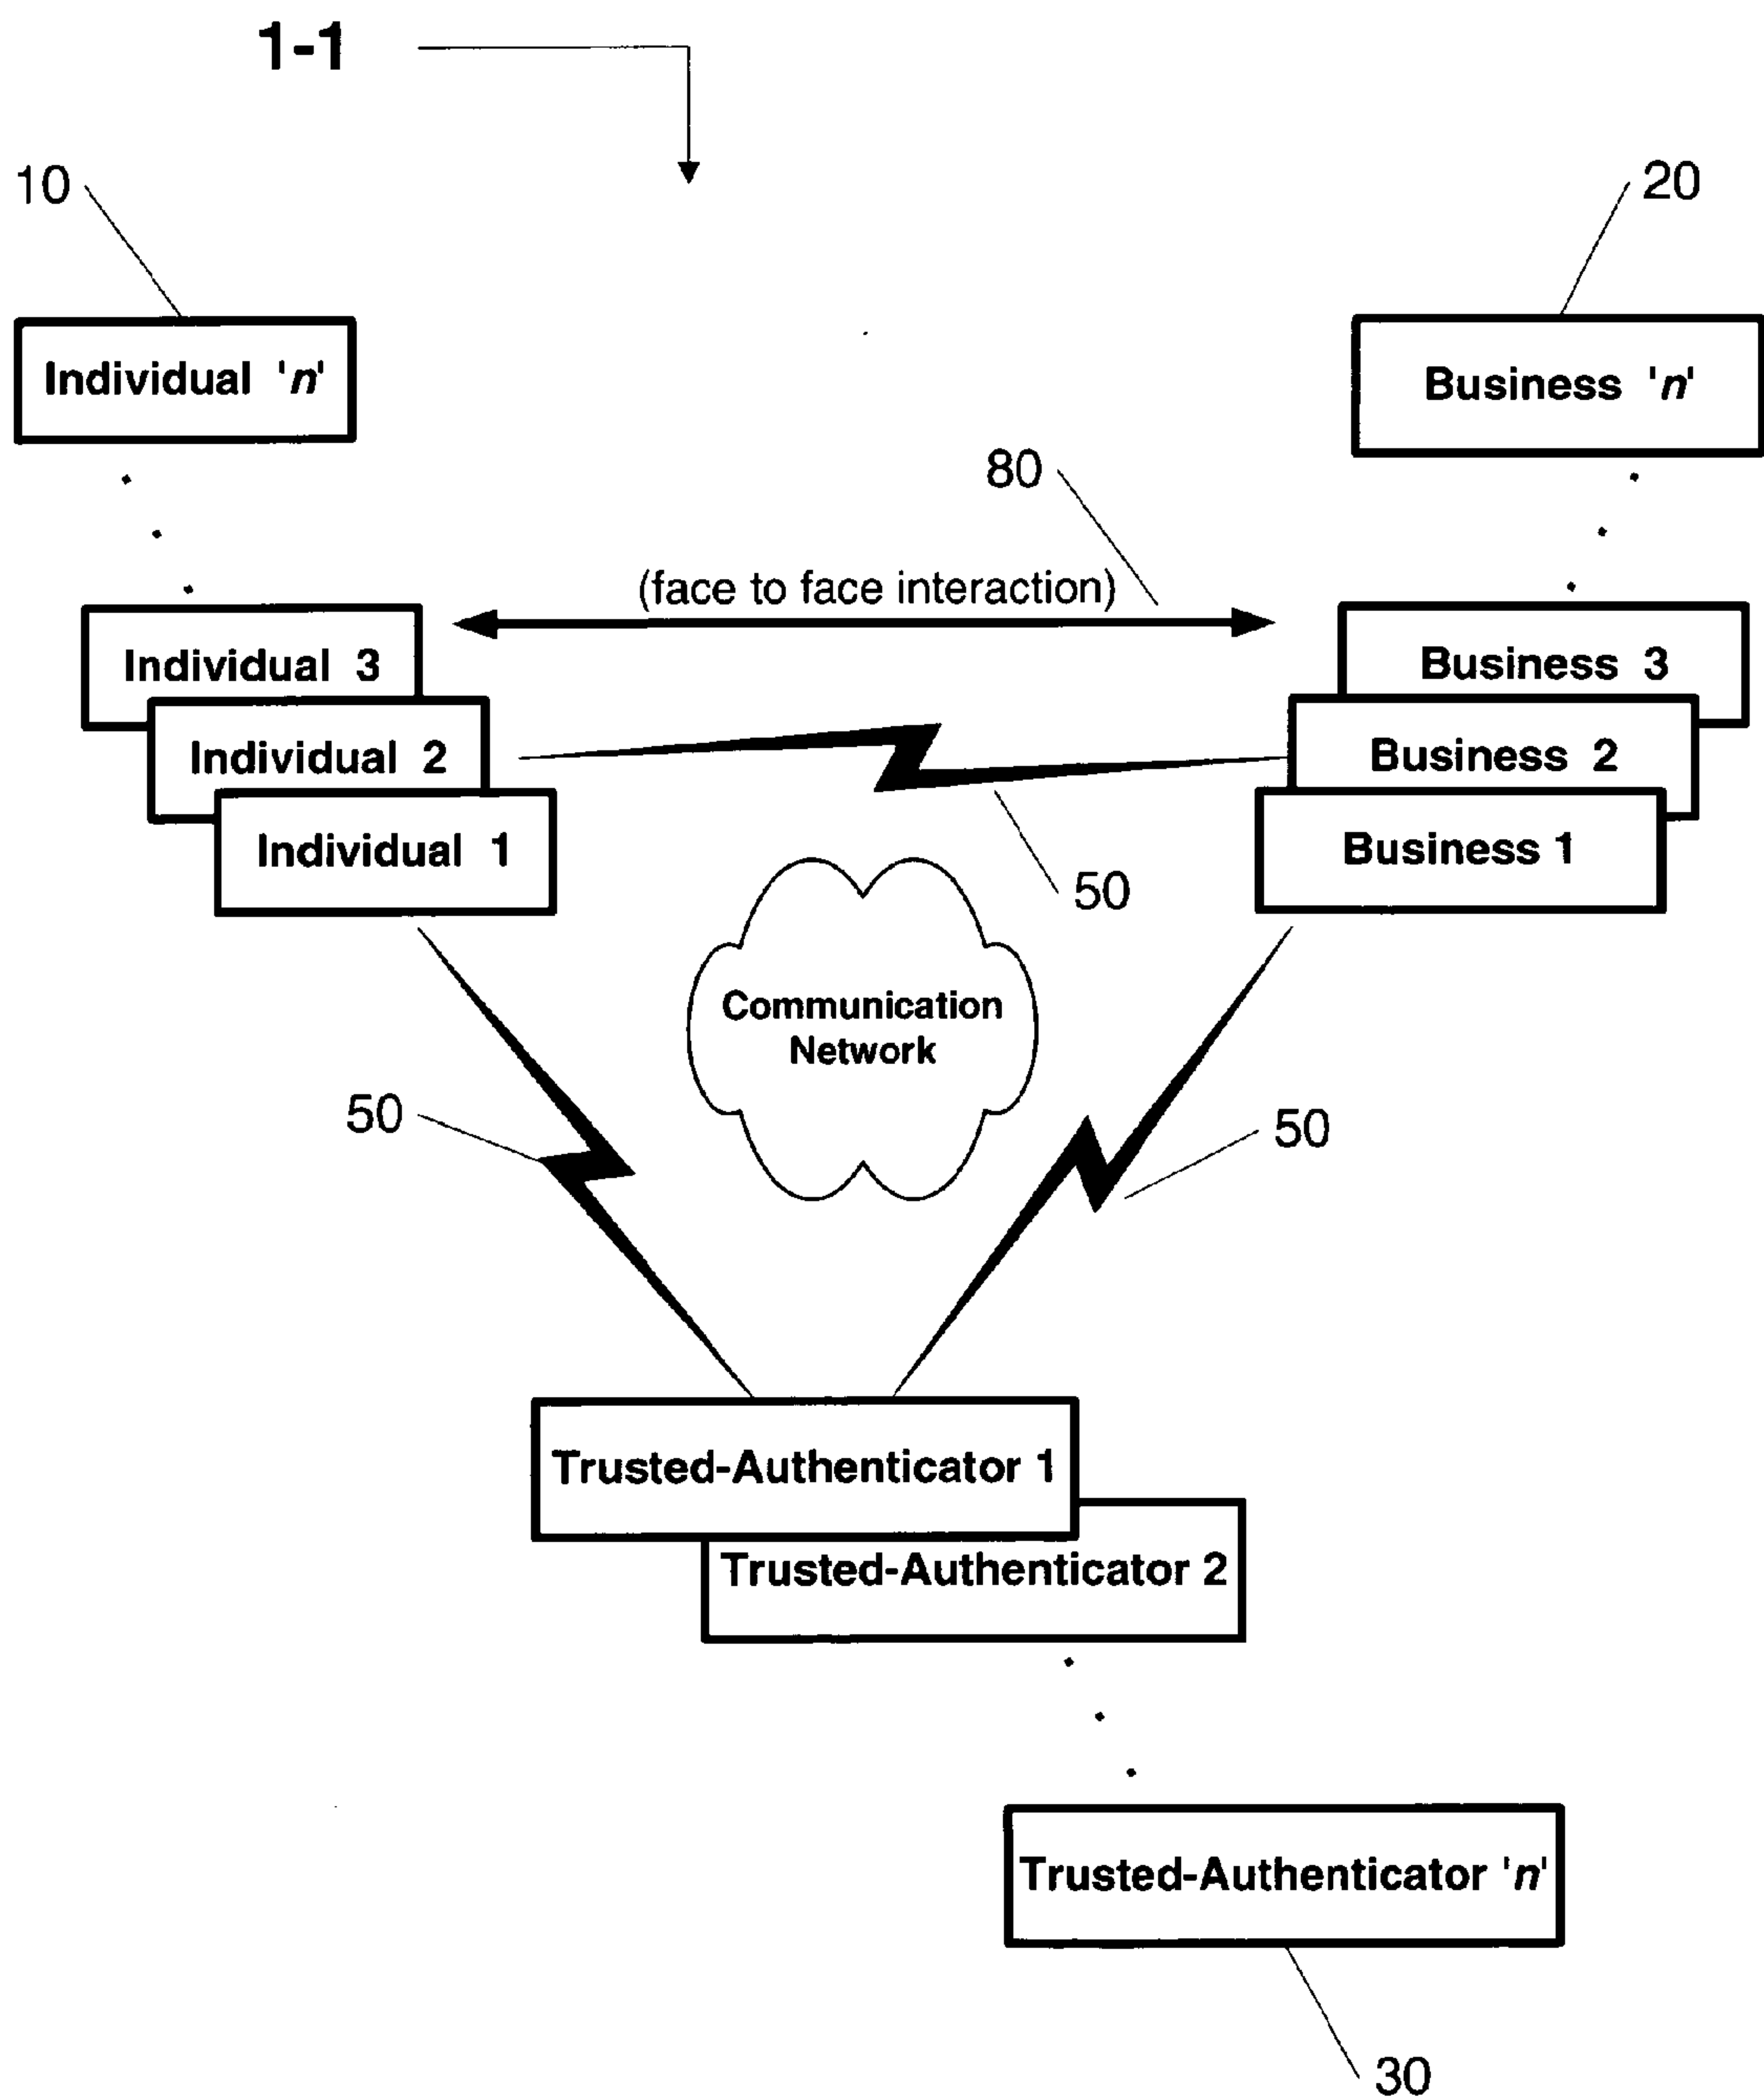 1-1
10
20
Individual 'n'
Business 'n'
80
(face to face interaction)
Individual 3
Business 3
Individual 2
Business 2
Individual 1
Business 1
50
Communication
Network
50
50
Trusted-Authenticator 1
Trusted-Authenticator 2
Trusted-Authenticator 'n'
30